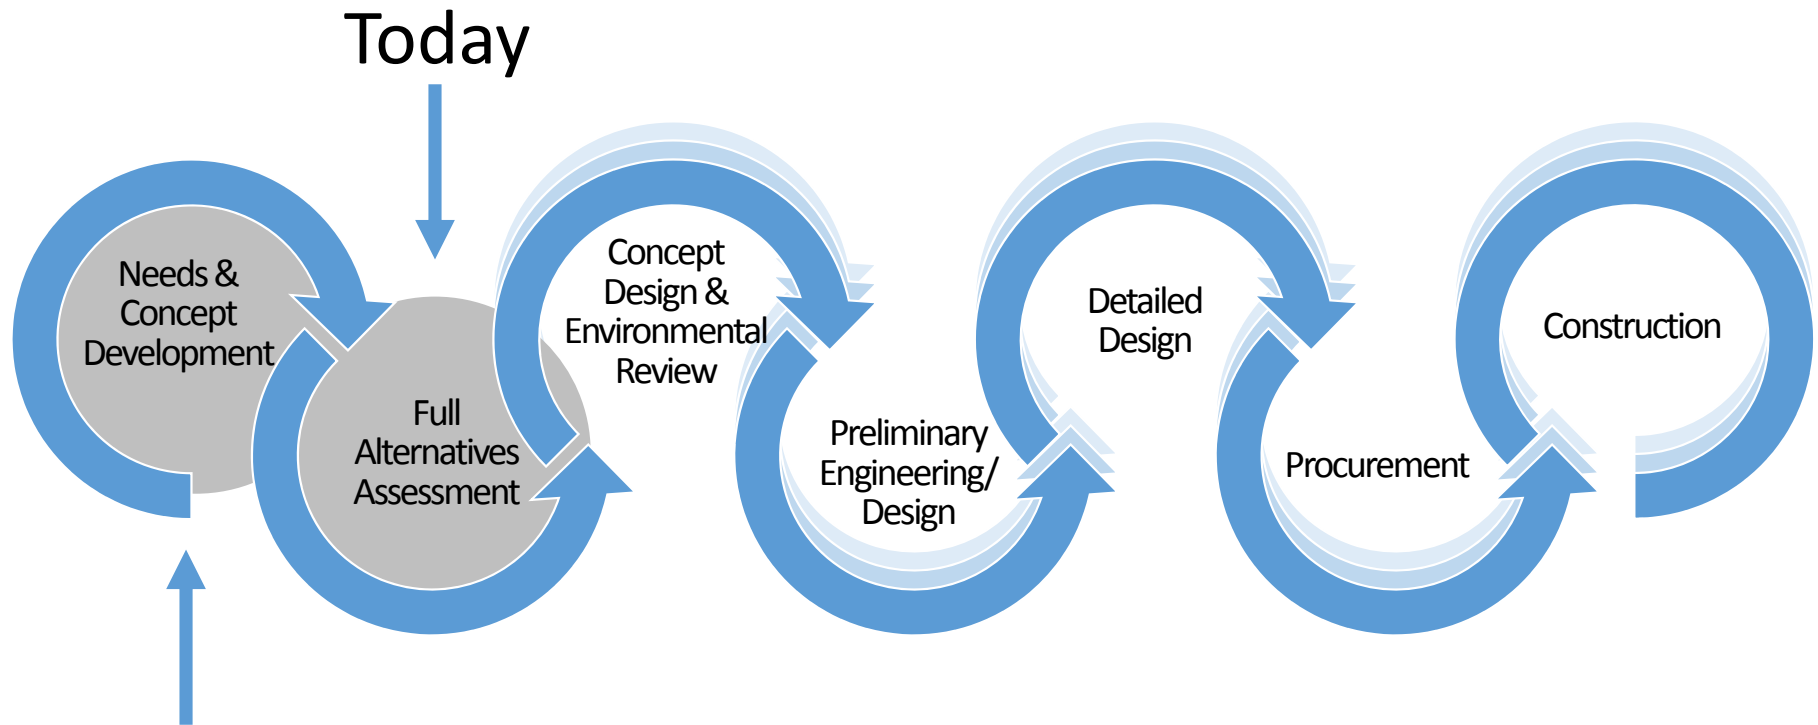 Today
Needs &
Concept
Development
Full
Alternatives
Assessment
Concept
Design &
Environmental
Review
Preliminary
Engineering/
Design
Detailed
Design
Procurement
Construction